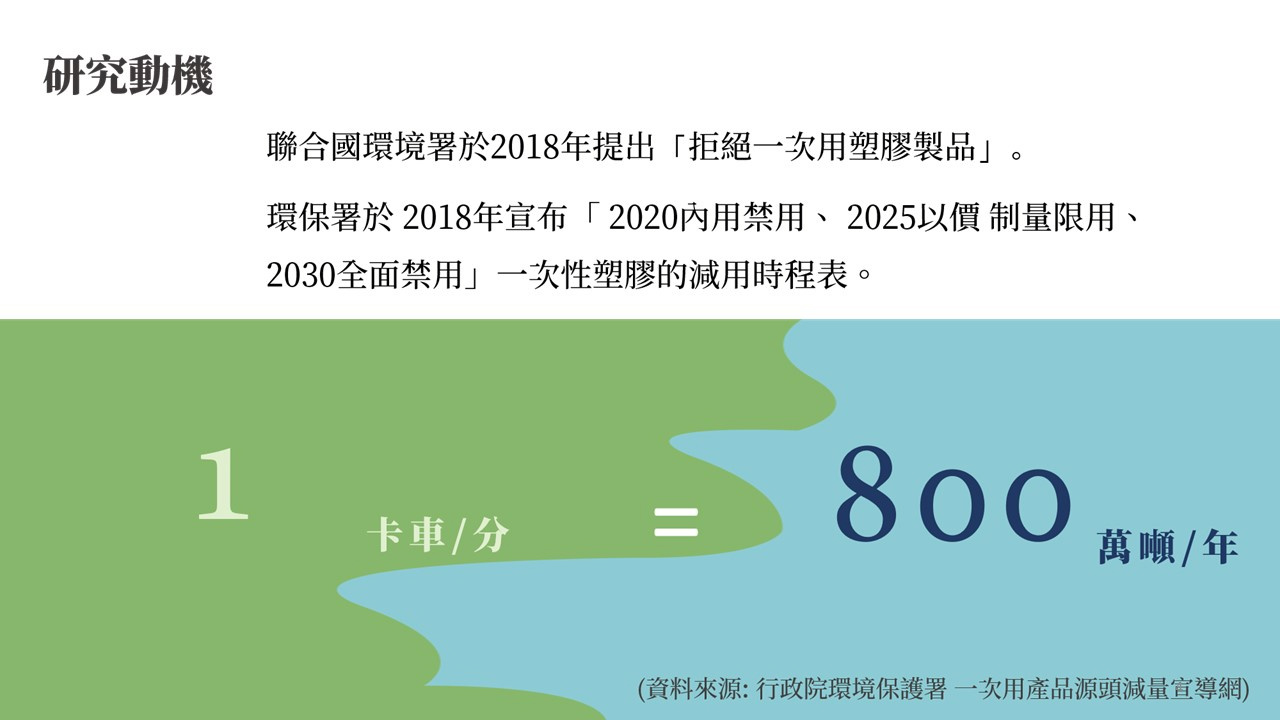 研究動機
聯合國環境署於2018年提出「拒絕一次用塑膠製品」。
環保署於 2018年宣布「 2020內用禁用、 2025以價 制量限用、
2030全面禁用」一次性塑膠的減用時程表。
1 卡車/分 = 800 萬噸/年
(資料來源: 行政院環境保護署 一次用產品源頭減量宣導網)